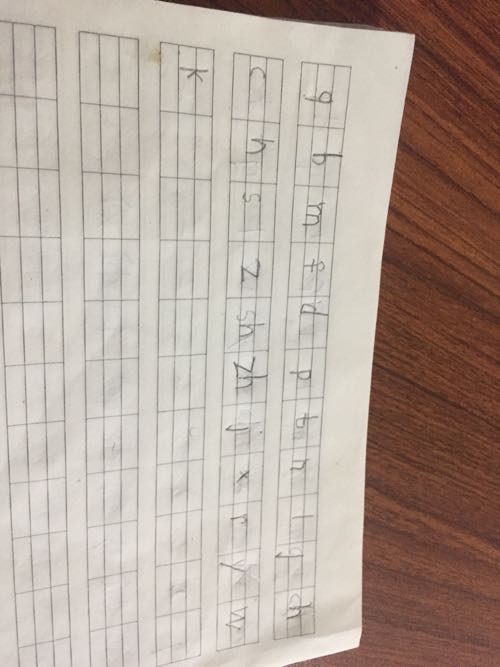 q b m f d p t n l g ch
c h s z sh zh j x r y w
k